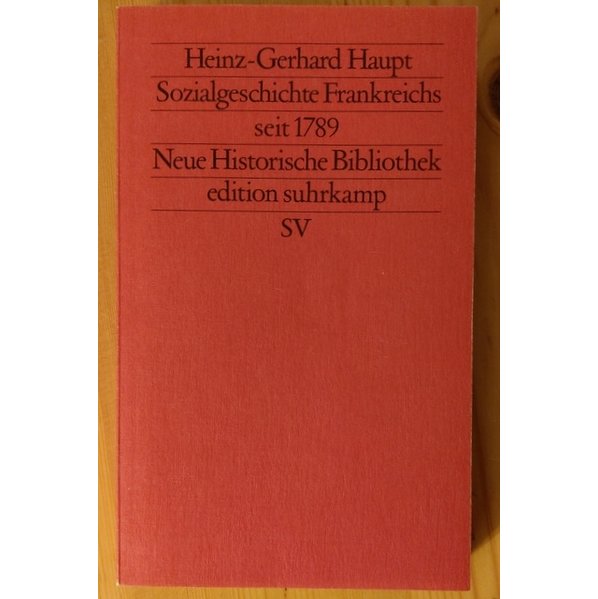 Heinz-Gerhard Haupt
Sozialgeschichte Frankreichs
seit 1789
Neue Historische Bibliothek
edition suhrkamp
SV